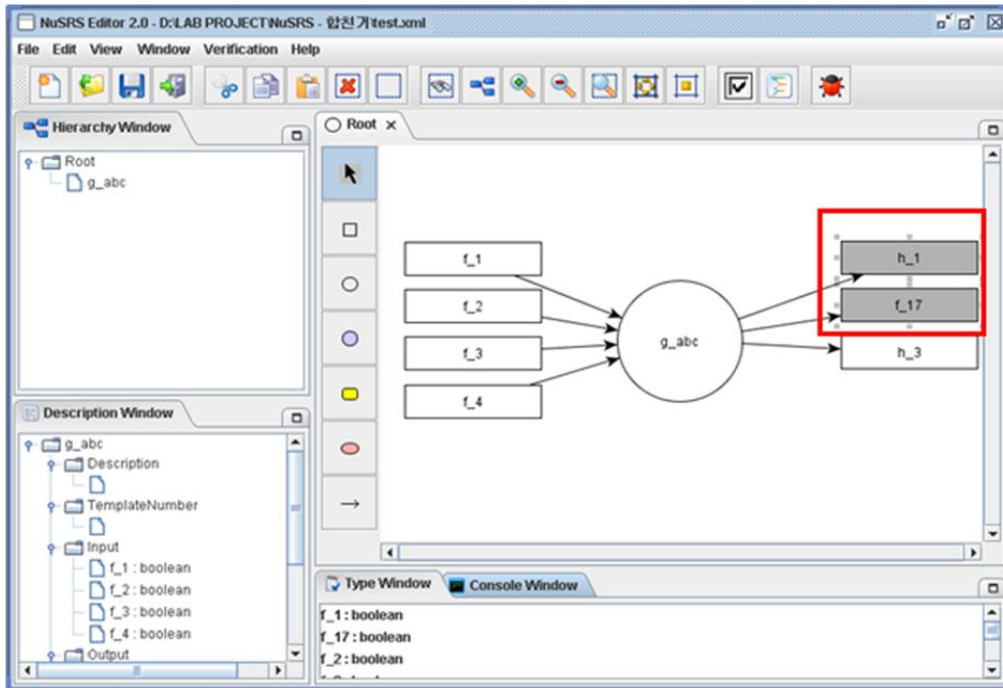 NuSRS Editor 2.0 - D:\LAB PROJECT\NuSRS - 합친거\test.xml
File Edit View Window Verification Help
Hierarchy Window
Root
g_abc
Root x
f_1
f_2
f_3
f_4
g_abc
h_1
f_17
h_3
Description Window
g_abc
Description
TemplateNumber
Input
f_1 : boolean
f_2 : boolean
f_3 : boolean
f_4 : boolean
Output
Type Window
Console Window
f_1 : boolean
f_17 : boolean
f_2 : boolean